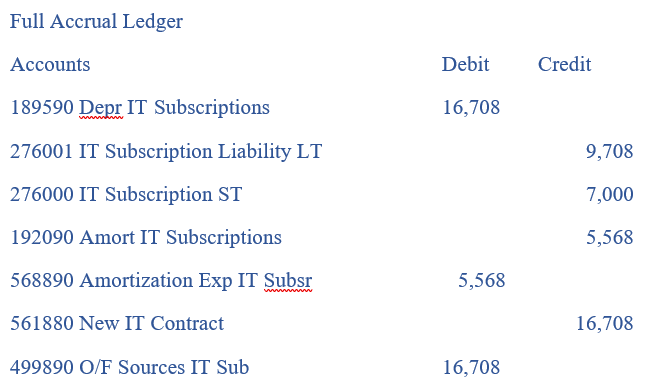 Full Accrual Ledger
Accounts Debit Credit
189590 Depr IT Subscriptions 16,708
276001 IT Subscription Liability LT 9,708
276000 IT Subscription ST 7,000
192090 Amort IT Subscriptions 5,568
568890 Amortization Exp IT Subsr 5,568
561880 New IT Contract 16,708
499890 O/F Sources IT Sub 16,708